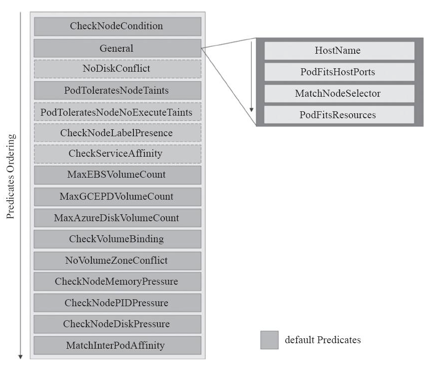 Predicates Ordering
CheckNodeCondition
General
NoDiskConflict
PodToleratesNodeTaints
PodToleratesNodeNoExecuteTaints
CheckNodeLabelPresence
CheckServiceAffinity
MaxEBSVolumeCount
MaxGCEPDVolumeCount
MaxAzureDiskVolumeCount
CheckVolumeBinding
NoVolumeZoneConflict
CheckNodeMemoryPressure
CheckNodePIDPressure
CheckNodeDiskPressure
MatchInterPodAffinity
HostName
PodFitsHostPorts
MatchNodeSelector
PodFitsResources
default Predicates